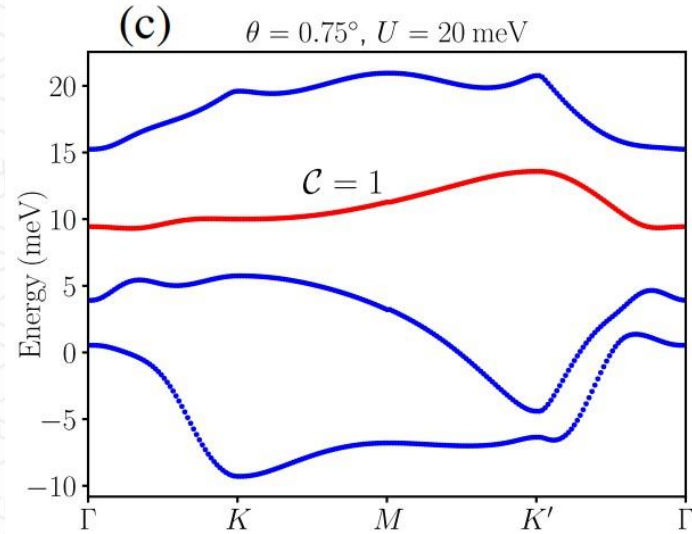 (c)
θ = 0.75°, U = 20 meV
Energy (meV)
20
15
10
5
0
−5
−10
C = 1
Γ K M K′ Γ